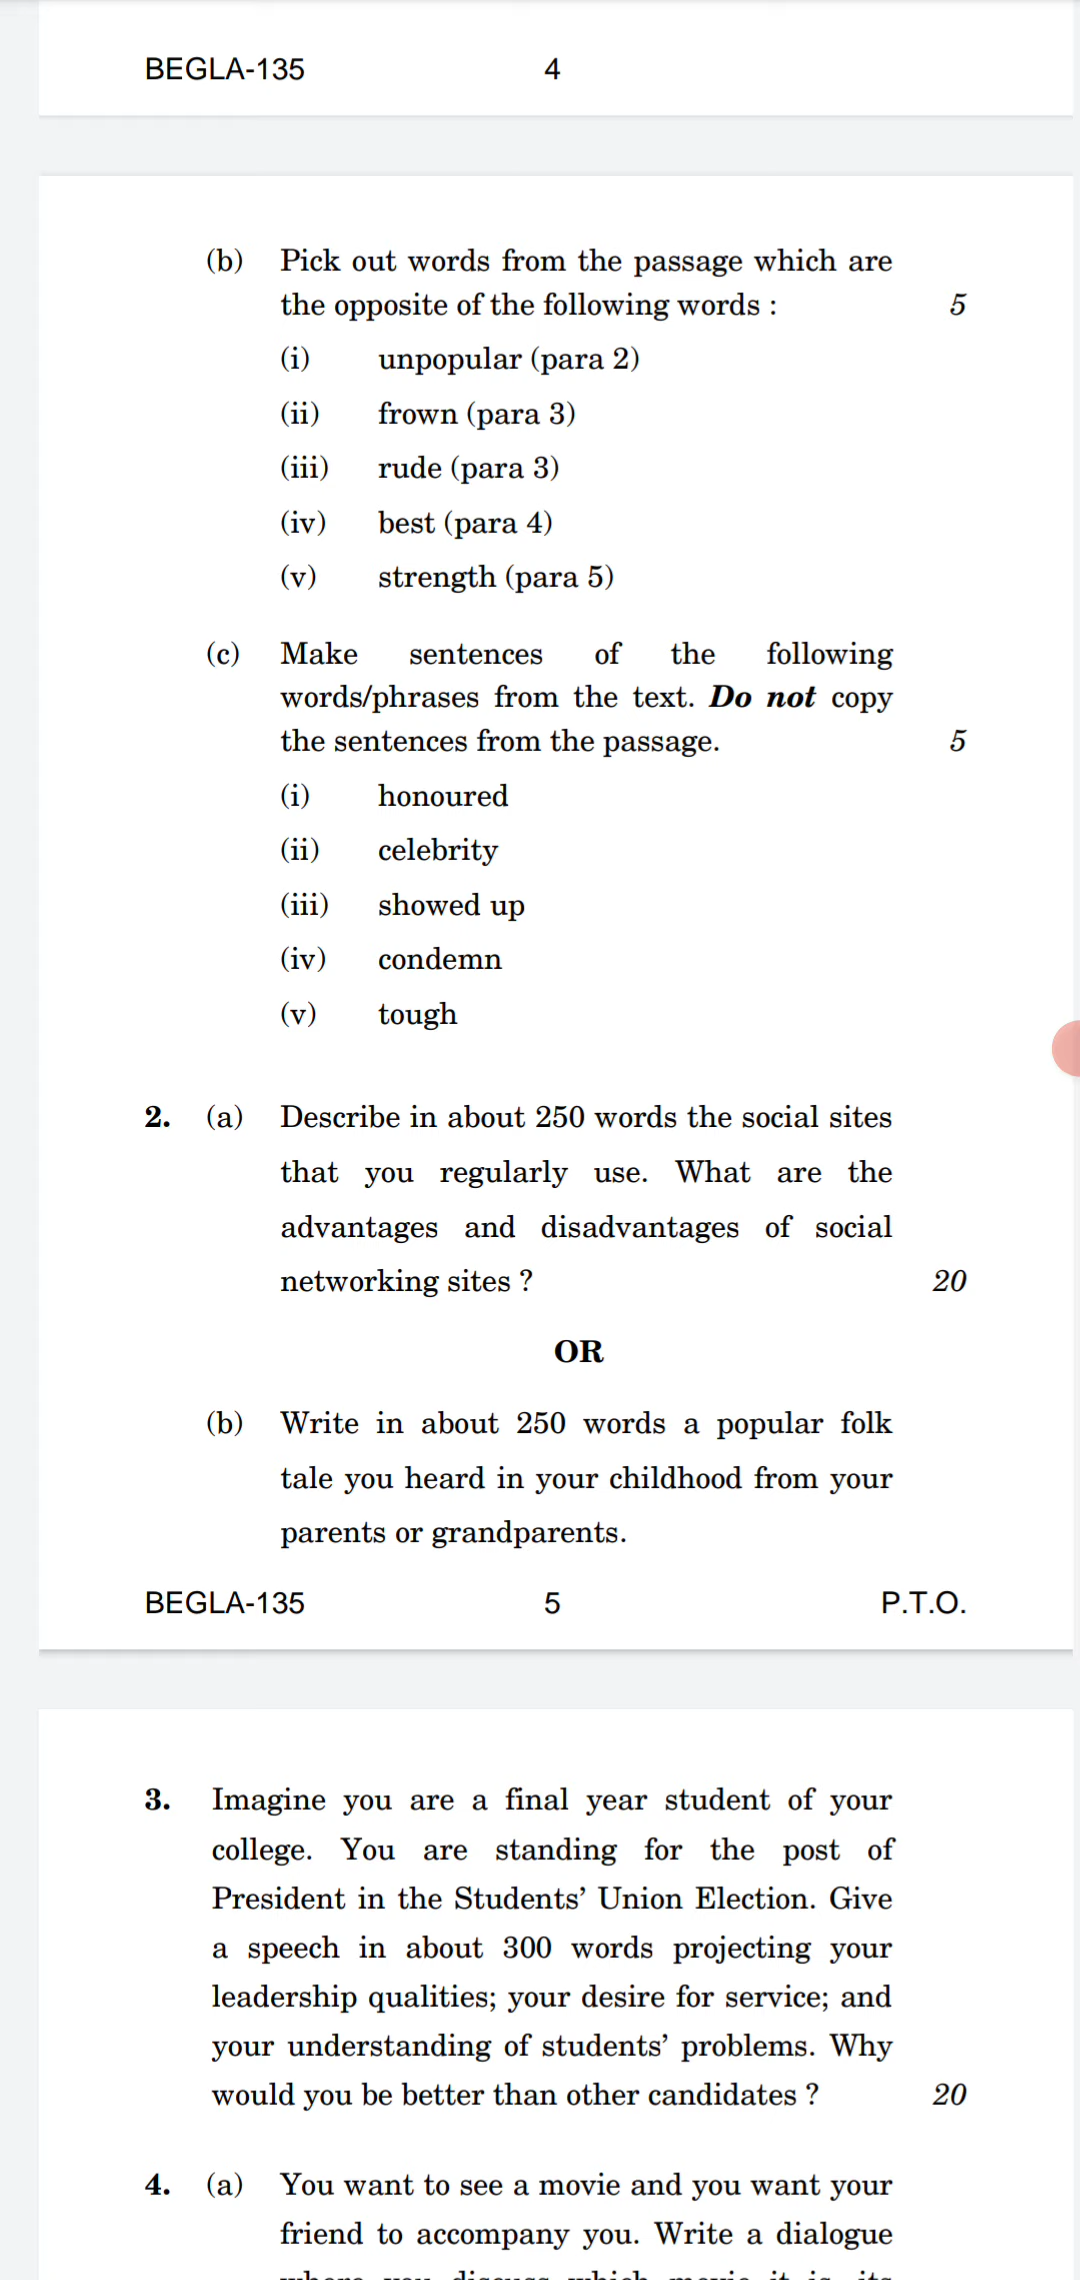 BEGLA-135 4
(b) Pick out words from the passage which are
the opposite of the following words : 5
(i) unpopular (para 2)
(ii) frown (para 3)
(iii) rude (para 3)
(iv) best (para 4)
(v) strength (para 5)
(c) Make sentences of the following
words/phrases from the text. Do not copy
the sentences from the passage. 5
(i) honoured
(ii) celebrity
(iii) showed up
(iv) condemn
(v) tough
2. (a) Describe in about 250 words the social sites
that you regularly use. What are the
advantages and disadvantages of social
networking sites ? 20
OR
(b) Write in about 250 words a popular folk
tale you heard in your childhood from your
parents or grandparents.
BEGLA-135 5 P.T.O.
3. Imagine you are a final year student of your
college. You are standing for the post of
President in the Students’ Union Election. Give
a speech in about 300 words projecting your
leadership qualities; your desire for service; and
your understanding of students’ problems. Why
would you be better than other candidates ? 20
4. (a) You want to see a movie and you want your
friend to accompany you. Write a dialogue